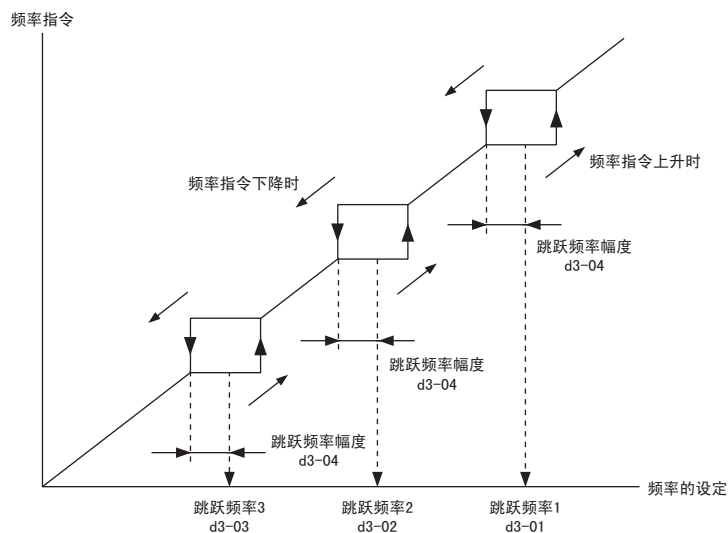 频率指令
频率指令上升时
频率指令下降时
跳跃频率幅度
d3-04
跳跃频率幅度
d3-04
跳跃频率幅度
d3-04
频率的设定
跳跃频率3
d3-03
跳跃频率2
d3-02
跳跃频率1
d3-01